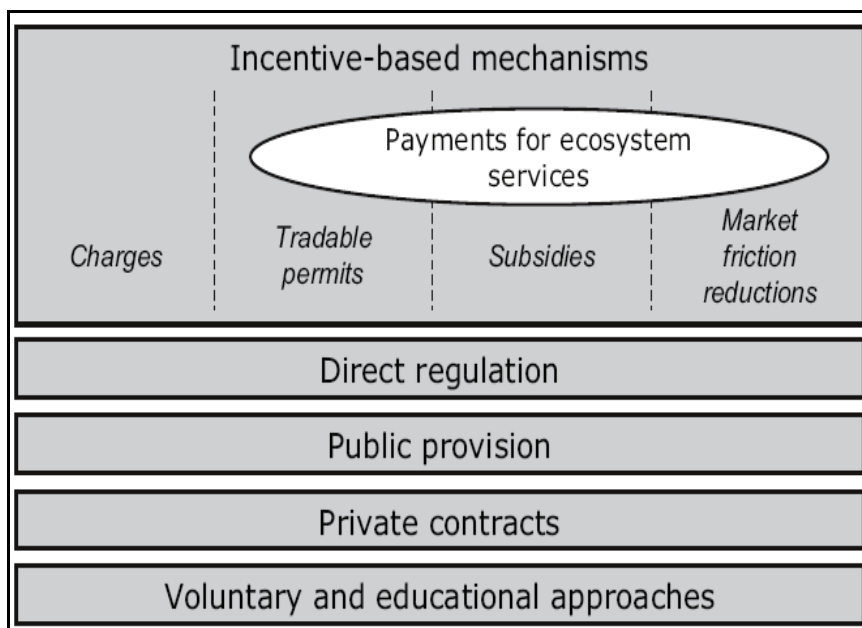 Incentive-based mechanisms
Payments for ecosystem
services
Charges
Tradable
permits
Subsidies
Market
friction
reductions
Direct regulation
Public provision
Private contracts
Voluntary and educational approaches